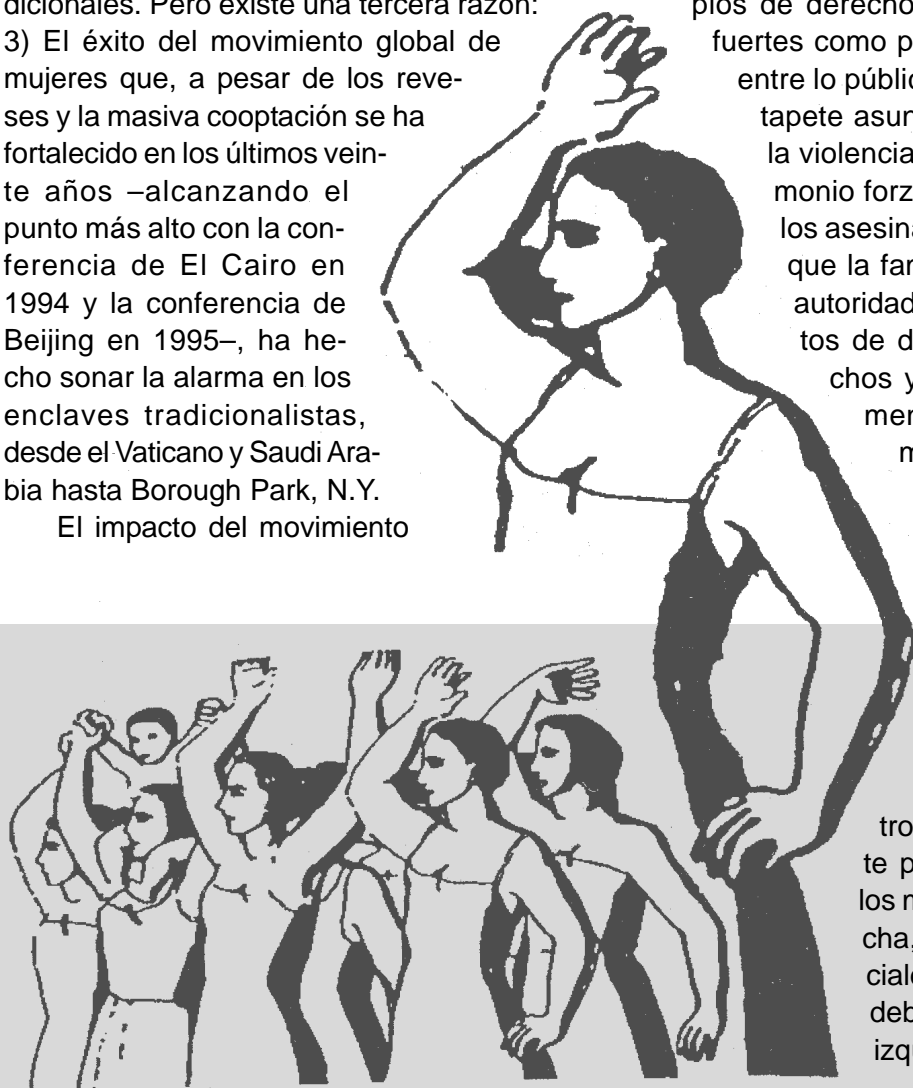 dicionales. Pero existe una tercera razón:
3) El éxito del movimiento global de
mujeres que, a pesar de los reve-
ses y la masiva cooptación se ha
fortalecido en los últimos vein-
te años –alcanzando el
punto más alto con la con-
ferencia de El Cairo en
1994 y la conferencia de
Beijing en 1995–, ha he-
cho sonar la alarma en los
enclaves tradicionalistas,
desde el Vaticano y Saudi Ara-
bia hasta Borough Park, N.Y.
El impacto del movimiento
pios de derecho
fuertes como p
entre lo públic
tapete asun
la violencia
monio forz
los asesina
que la fam
autoridad
tos de d
chos y
men
m
tro
te p
los m
cha,
ciale
deb
izqu